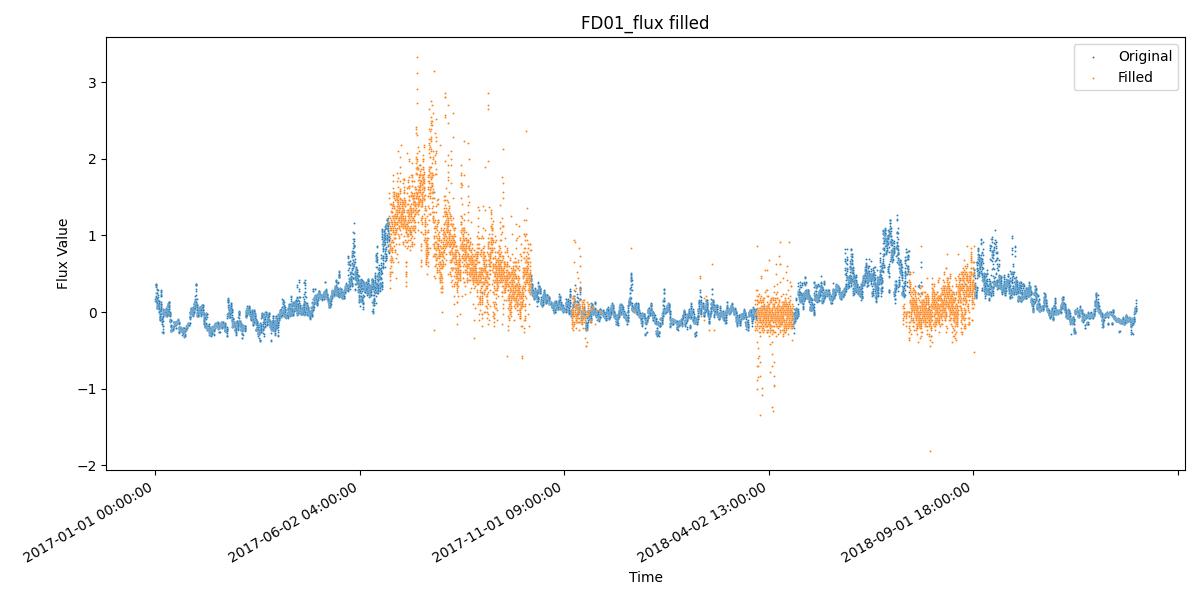 FD01_flux filled
Original
Filled
Flux Value
3
2
1
0
−1
−2
2017-01-01 00:00:00
2017-06-02 04:00:00
2017-11-01 09:00:00
2018-04-02 13:00:00
2018-09-01 18:00:00
Time